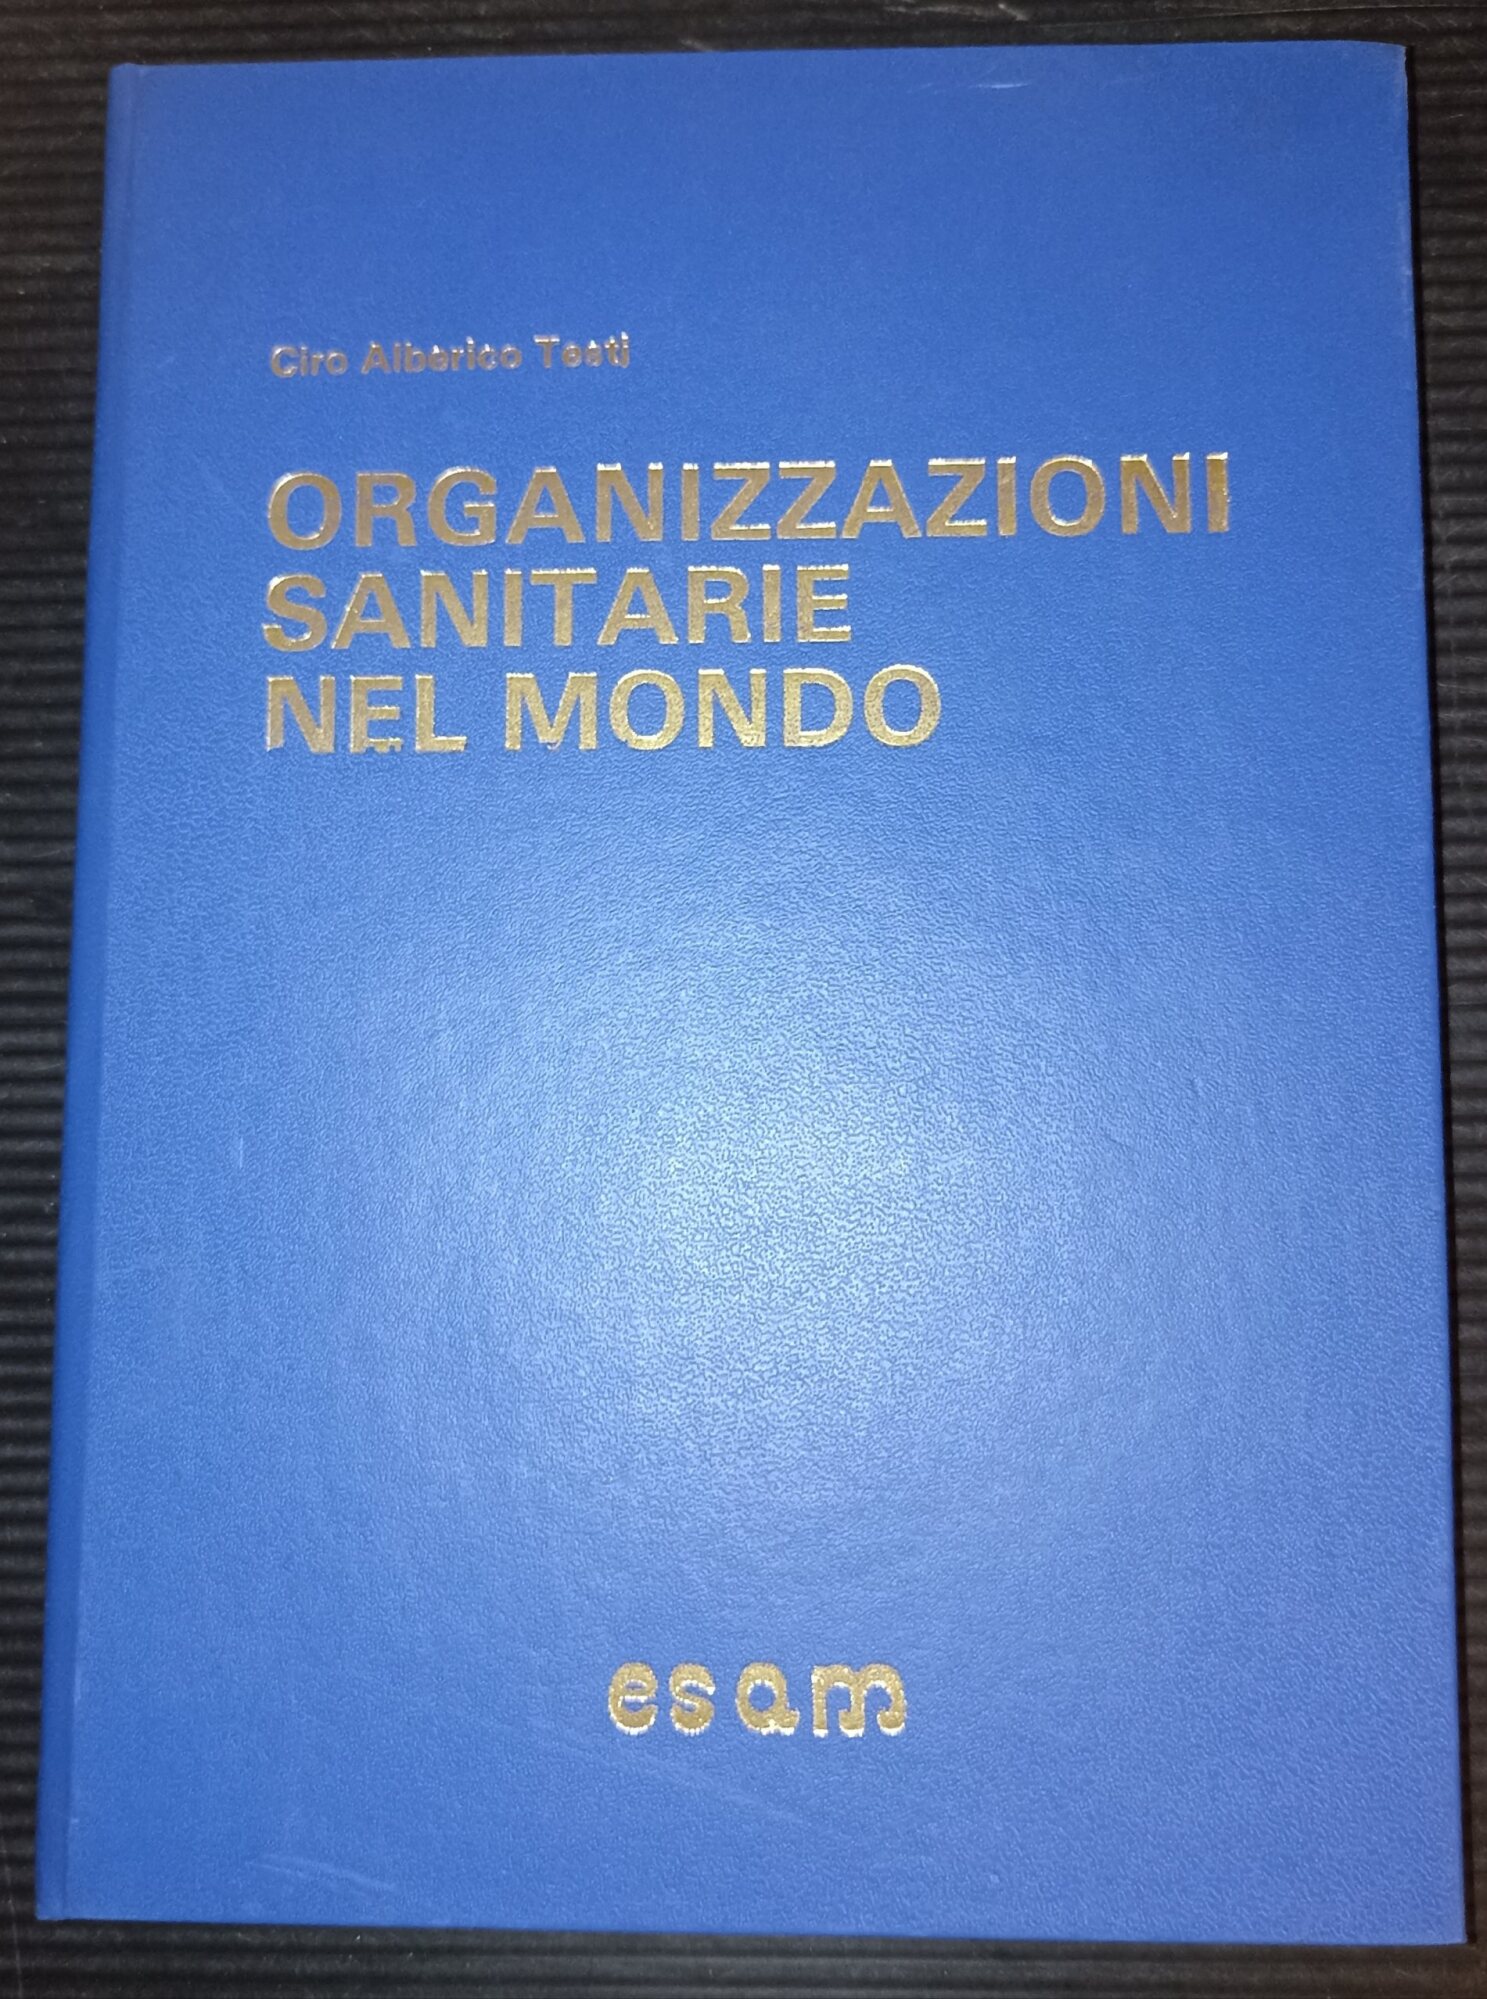 Ciro Alberico Testi
ORGANIZZAZIONI
SANITARIE
NEL MONDO
esam